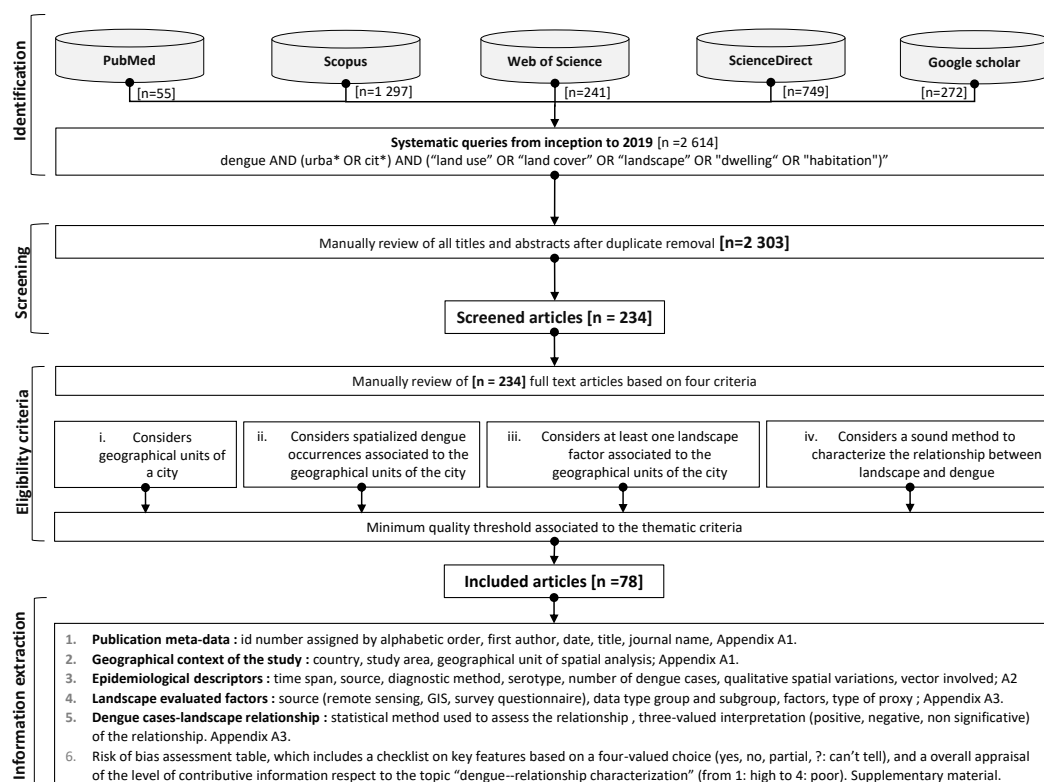 Identification
PubMed
Scopus
Web of Science
ScienceDirect
Google scholar
[n=55]
[n=1 297]
[n=241]
[n=749]
[n=272]
Systematic queries from inception to 2019 [n =2 614]
dengue AND (urba* OR cit*) AND (“land use” OR “land cover” OR “landscape” OR "dwelling“ OR "habitation")”
Screening
Manually review of all titles and abstracts after duplicate removal [n=2 303]
Screened articles [n = 234]
Eligibility criteria
Manually review of [n = 234] full text articles based on four criteria
i. Considers
geographical units of
a city
ii. Considers spatialized dengue
occurrences associated to the
geographical units of the city
iii. Considers at least one landscape
factor associated to the
geographical units of the city
iv. Considers a sound method to
characterize the relationship between
landscape and dengue
Minimum quality threshold associated to the thematic criteria
Included articles [n =78]
Information extraction
1. Publication meta-data : id number assigned by alphabetic order, first author, date, title, journal name, Appendix A1.
2. Geographical context of the study : country, study area, geographical unit of spatial analysis; Appendix A1.
3. Epidemiological descriptors : time span, source, diagnostic method, serotype, number of dengue cases, qualitative spatial variations, vector involved; A2
4. Landscape evaluated factors : source (remote sensing, GIS, survey questionnaire), data type group and subgroup, factors, type of proxy ; Appendix A3.
5. Dengue cases-landscape relationship : statistical method used to assess the relationship , three-valued interpretation (positive, negative, non significative)
of the relationship. Appendix A3.
6. Risk of bias assessment table, which includes a checklist on key features based on a four-valued choice (yes, no, partial, ?: can’t tell), and a overall appraisal
of the level of contributive information respect to the topic “dengue--relationship characterization” (from 1: high to 4: poor). Supplementary material.